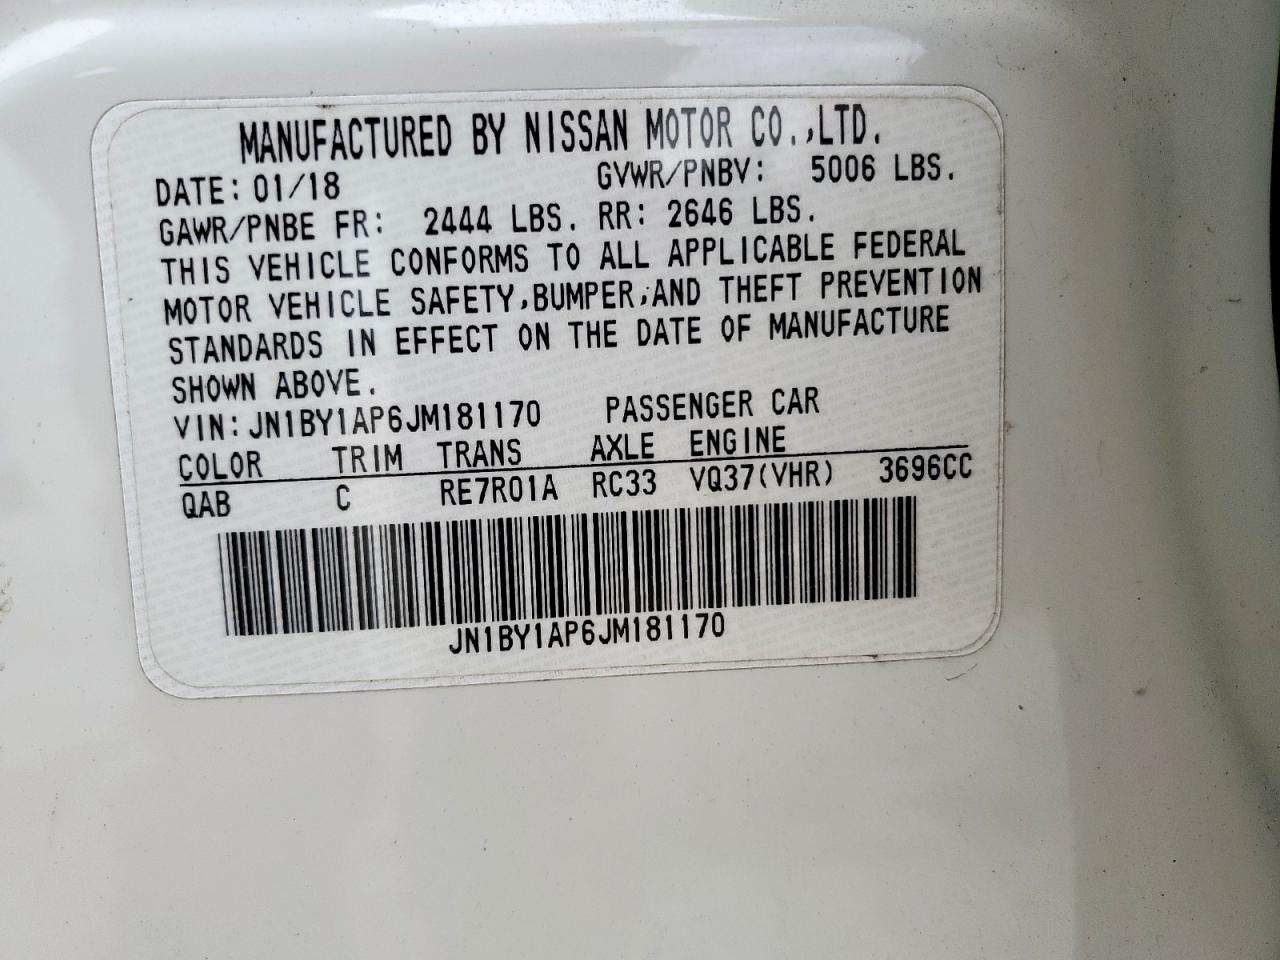 MANUFACTURED BY NISSAN MOTOR CO.,LTD.
DATE: 01/18 GVWR/PNBV: 5006 LBS.
GAWR/PNBE FR: 2444 LBS. RR: 2646 LBS.
THIS VEHICLE CONFORMS TO ALL APPLICABLE FEDERAL
MOTOR VEHICLE SAFETY,BUMPER,AND THEFT PREVENTION
STANDARDS IN EFFECT ON THE DATE OF MANUFACTURE
SHOWN ABOVE.
VIN:JN1BY1AP6JM181170 PASSENGER CAR
COLOR TRIM TRANS AXLE ENGINE
QAB C RE7R01A RC33 VQ37(VHR) 3696CC
JN1BY1AP6JM181170